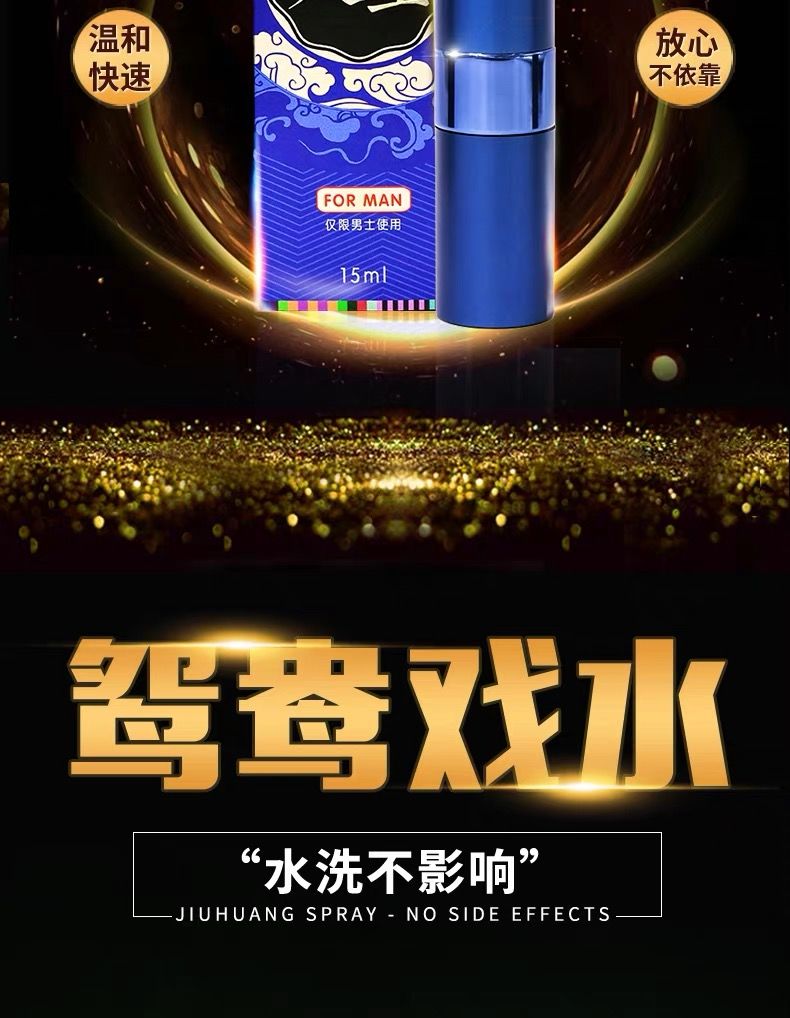 温和
快速
放心
不依靠
FOR MAN
仅限男士使用
15ml
鸳鸯戏水
“水洗不影响”
JIUHUANG SPRAY - NO SIDE EFFECTS